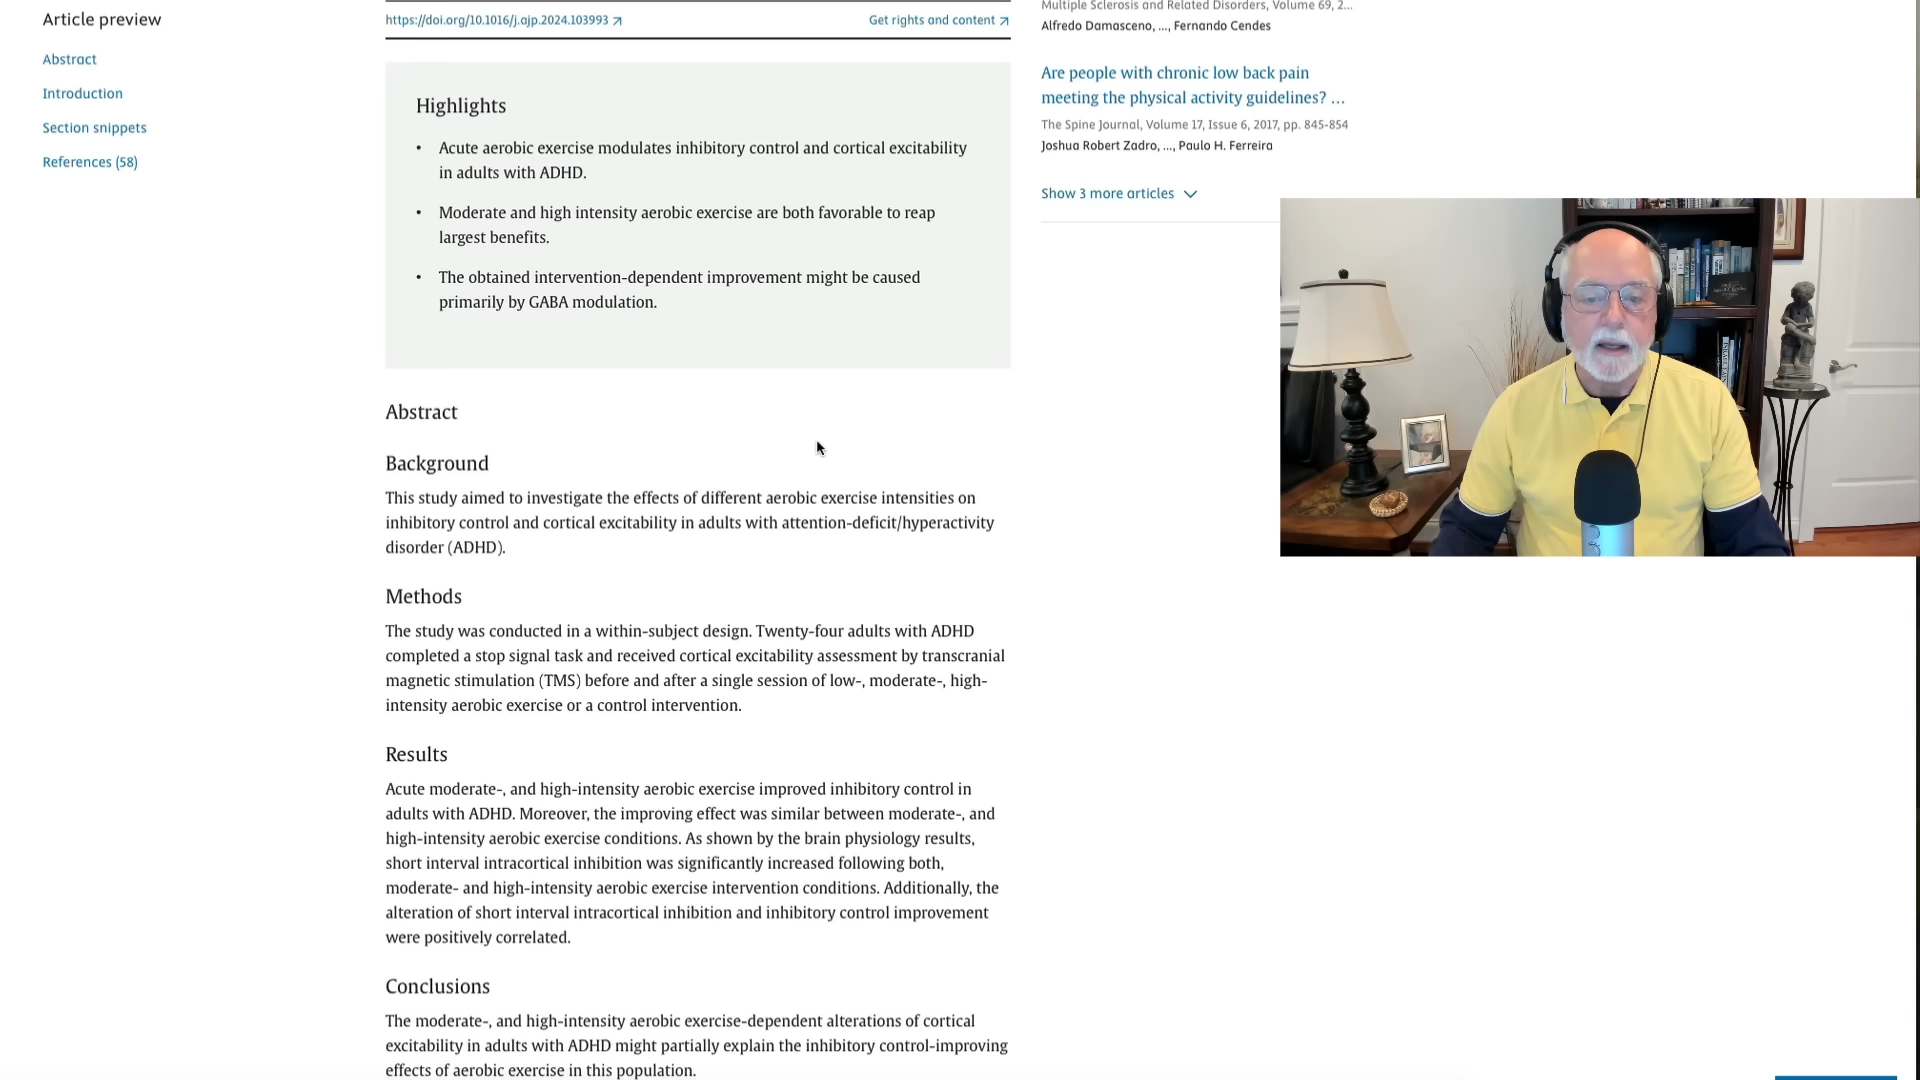 Article preview
Abstract
Introduction
Section snippets
References (58)
https://doi.org/10.1016/j.ajp.2024.103993
Get rights and content
Highlights
• Acute aerobic exercise modulates inhibitory control and cortical excitability
in adults with ADHD.
• Moderate and high intensity aerobic exercise are both favorable to reap
largest benefits.
• The obtained intervention-dependent improvement might be caused
primarily by GABA modulation.
Abstract
Background
This study aimed to investigate the effects of different aerobic exercise intensities on
inhibitory control and cortical excitability in adults with attention-deficit/hyperactivity
disorder (ADHD).
Methods
The study was conducted in a within-subject design. Twenty-four adults with ADHD
completed a stop signal task and received cortical excitability assessment by transcranial
magnetic stimulation (TMS) before and after a single session of low-, moderate-, high-
intensity aerobic exercise or a control intervention.
Results
Acute moderate-, and high-intensity aerobic exercise improved inhibitory control in
adults with ADHD. Moreover, the improving effect was similar between moderate-, and
high-intensity aerobic exercise conditions. As shown by the brain physiology results,
short interval intracortical inhibition was significantly increased following both,
moderate- and high-intensity aerobic exercise intervention conditions. Additionally, the
alteration of short interval intracortical inhibition and inhibitory control improvement
were positively correlated.
Conclusions
The moderate-, and high-intensity aerobic exercise-dependent alterations of cortical
excitability in adults with ADHD might partially explain the inhibitory control-improving
effects of aerobic exercise in this population.
Multiple Sclerosis and Related Disorders, Volume 69, 2...
Alfredo Damasceno, ..., Fernando Cendes
Are people with chronic low back pain
meeting the physical activity guidelines? ...
The Spine Journal, Volume 17, Issue 6, 2017, pp. 845-854
Joshua Robert Zadro, ..., Paulo H. Ferreira
Show 3 more articles